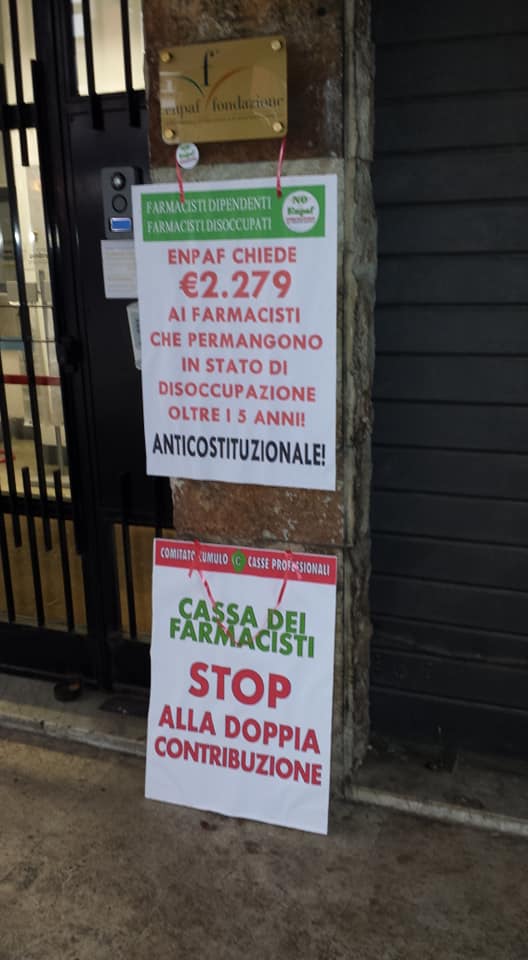 enpaf fondazione
FARMACISTI DIPENDENTI
FARMACISTI DISOCCUPATI
NO
Enpaf
ENPAF CHIEDE
€2.279
AI FARMACISTI
CHE PERMANGONO
IN STATO DI
DISOCCUPAZIONE
OLTRE I 5 ANNI!
ANTICOSTITUZIONALE!
COMITATO CUMULO C CASSE PROFESSIONALI
CASSA DEI
FARMACISTI
STOP
ALLA DOPPIA
CONTRIBUZIONE